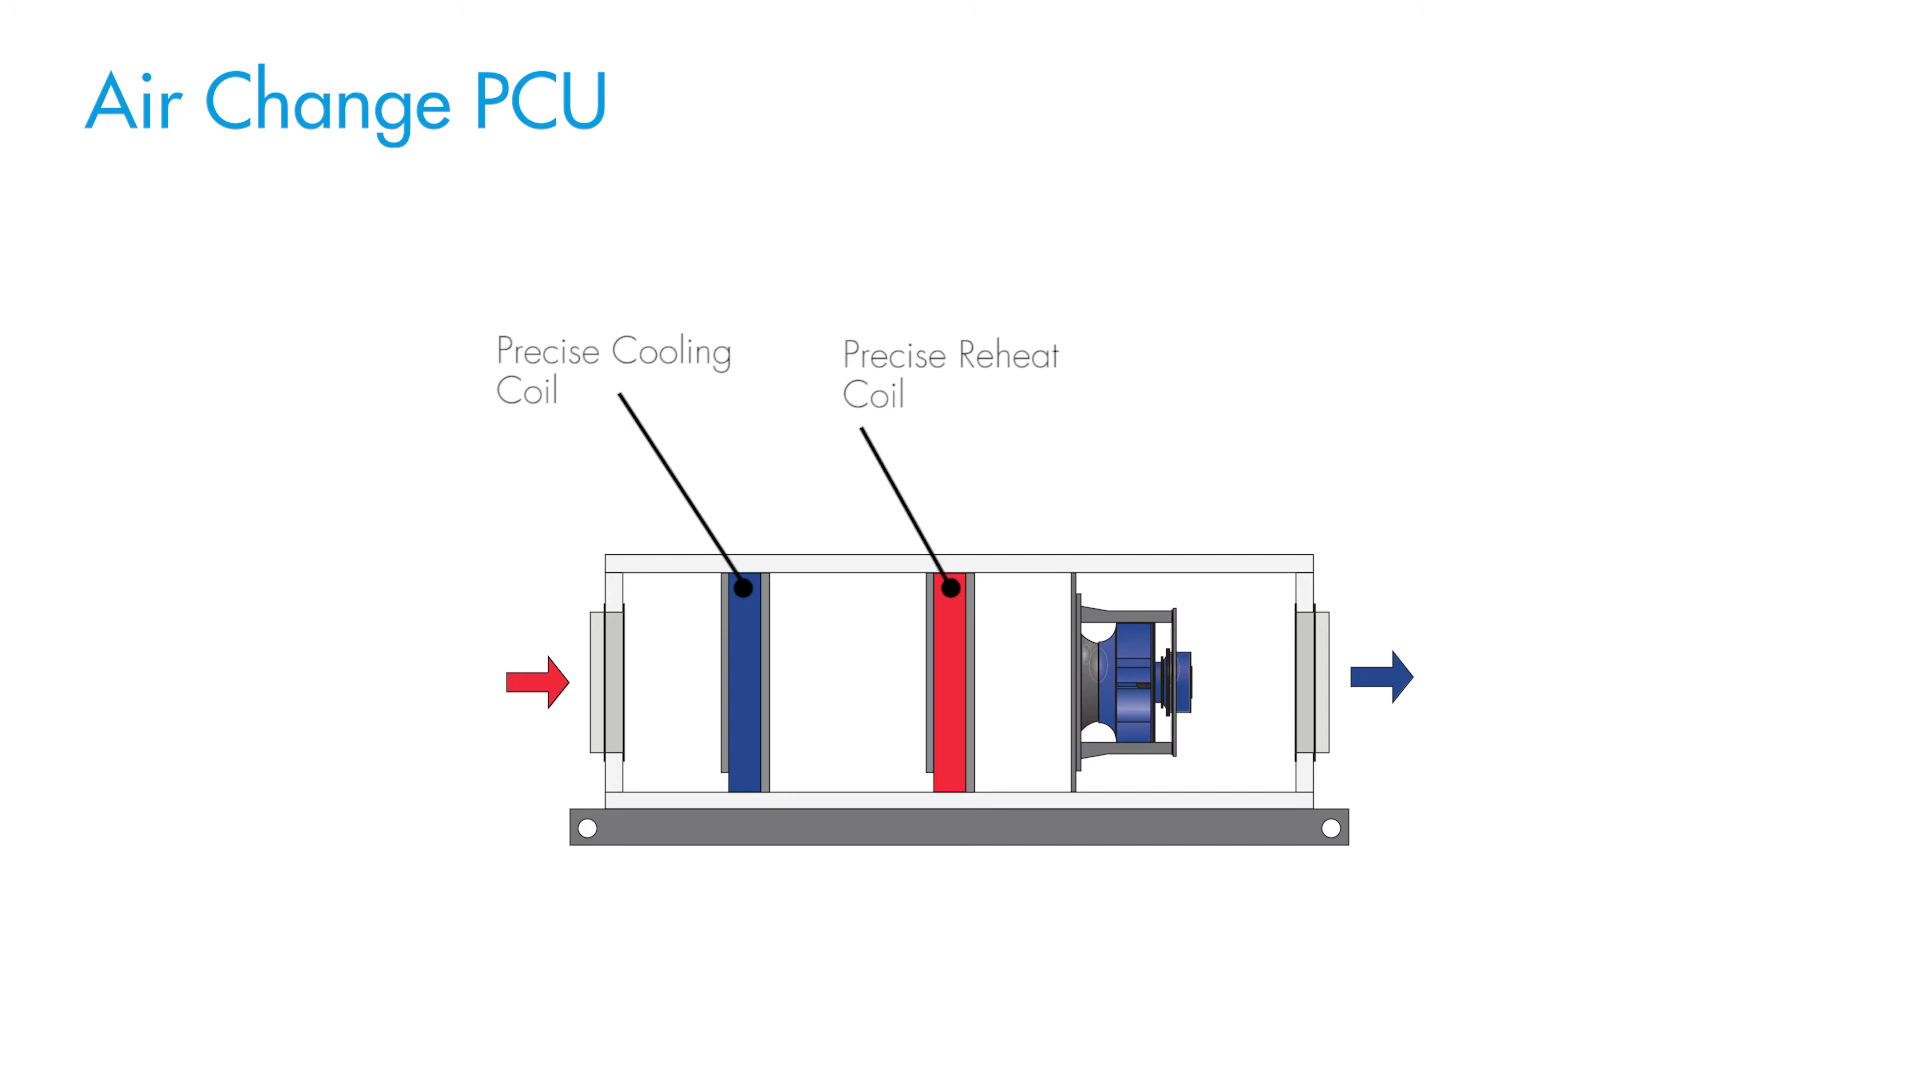 Air Change PCU
Precise Cooling
Coil
Precise Reheat
Coil